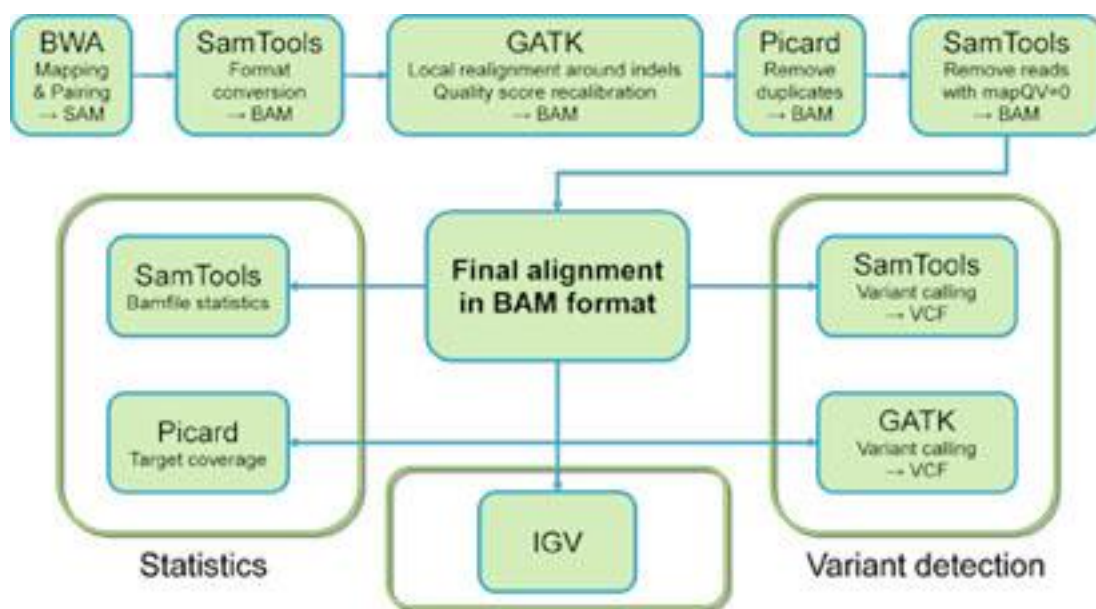 BWA
Mapping
& Pairing
→ SAM
SamTools
Format
conversion
→ BAM
GATK
Local realignment around indels
Quality score recalibration
→ BAM
Picard
Remove
duplicates
→ BAM
SamTools
Remove reads
with mapQV=0
→ BAM
Final alignment
in BAM format
SamTools
Bamfile statistics
Picard
Target coverage
Statistics
IGV
SamTools
Variant calling
→ VCF
GATK
Variant calling
→ VCF
Variant detection